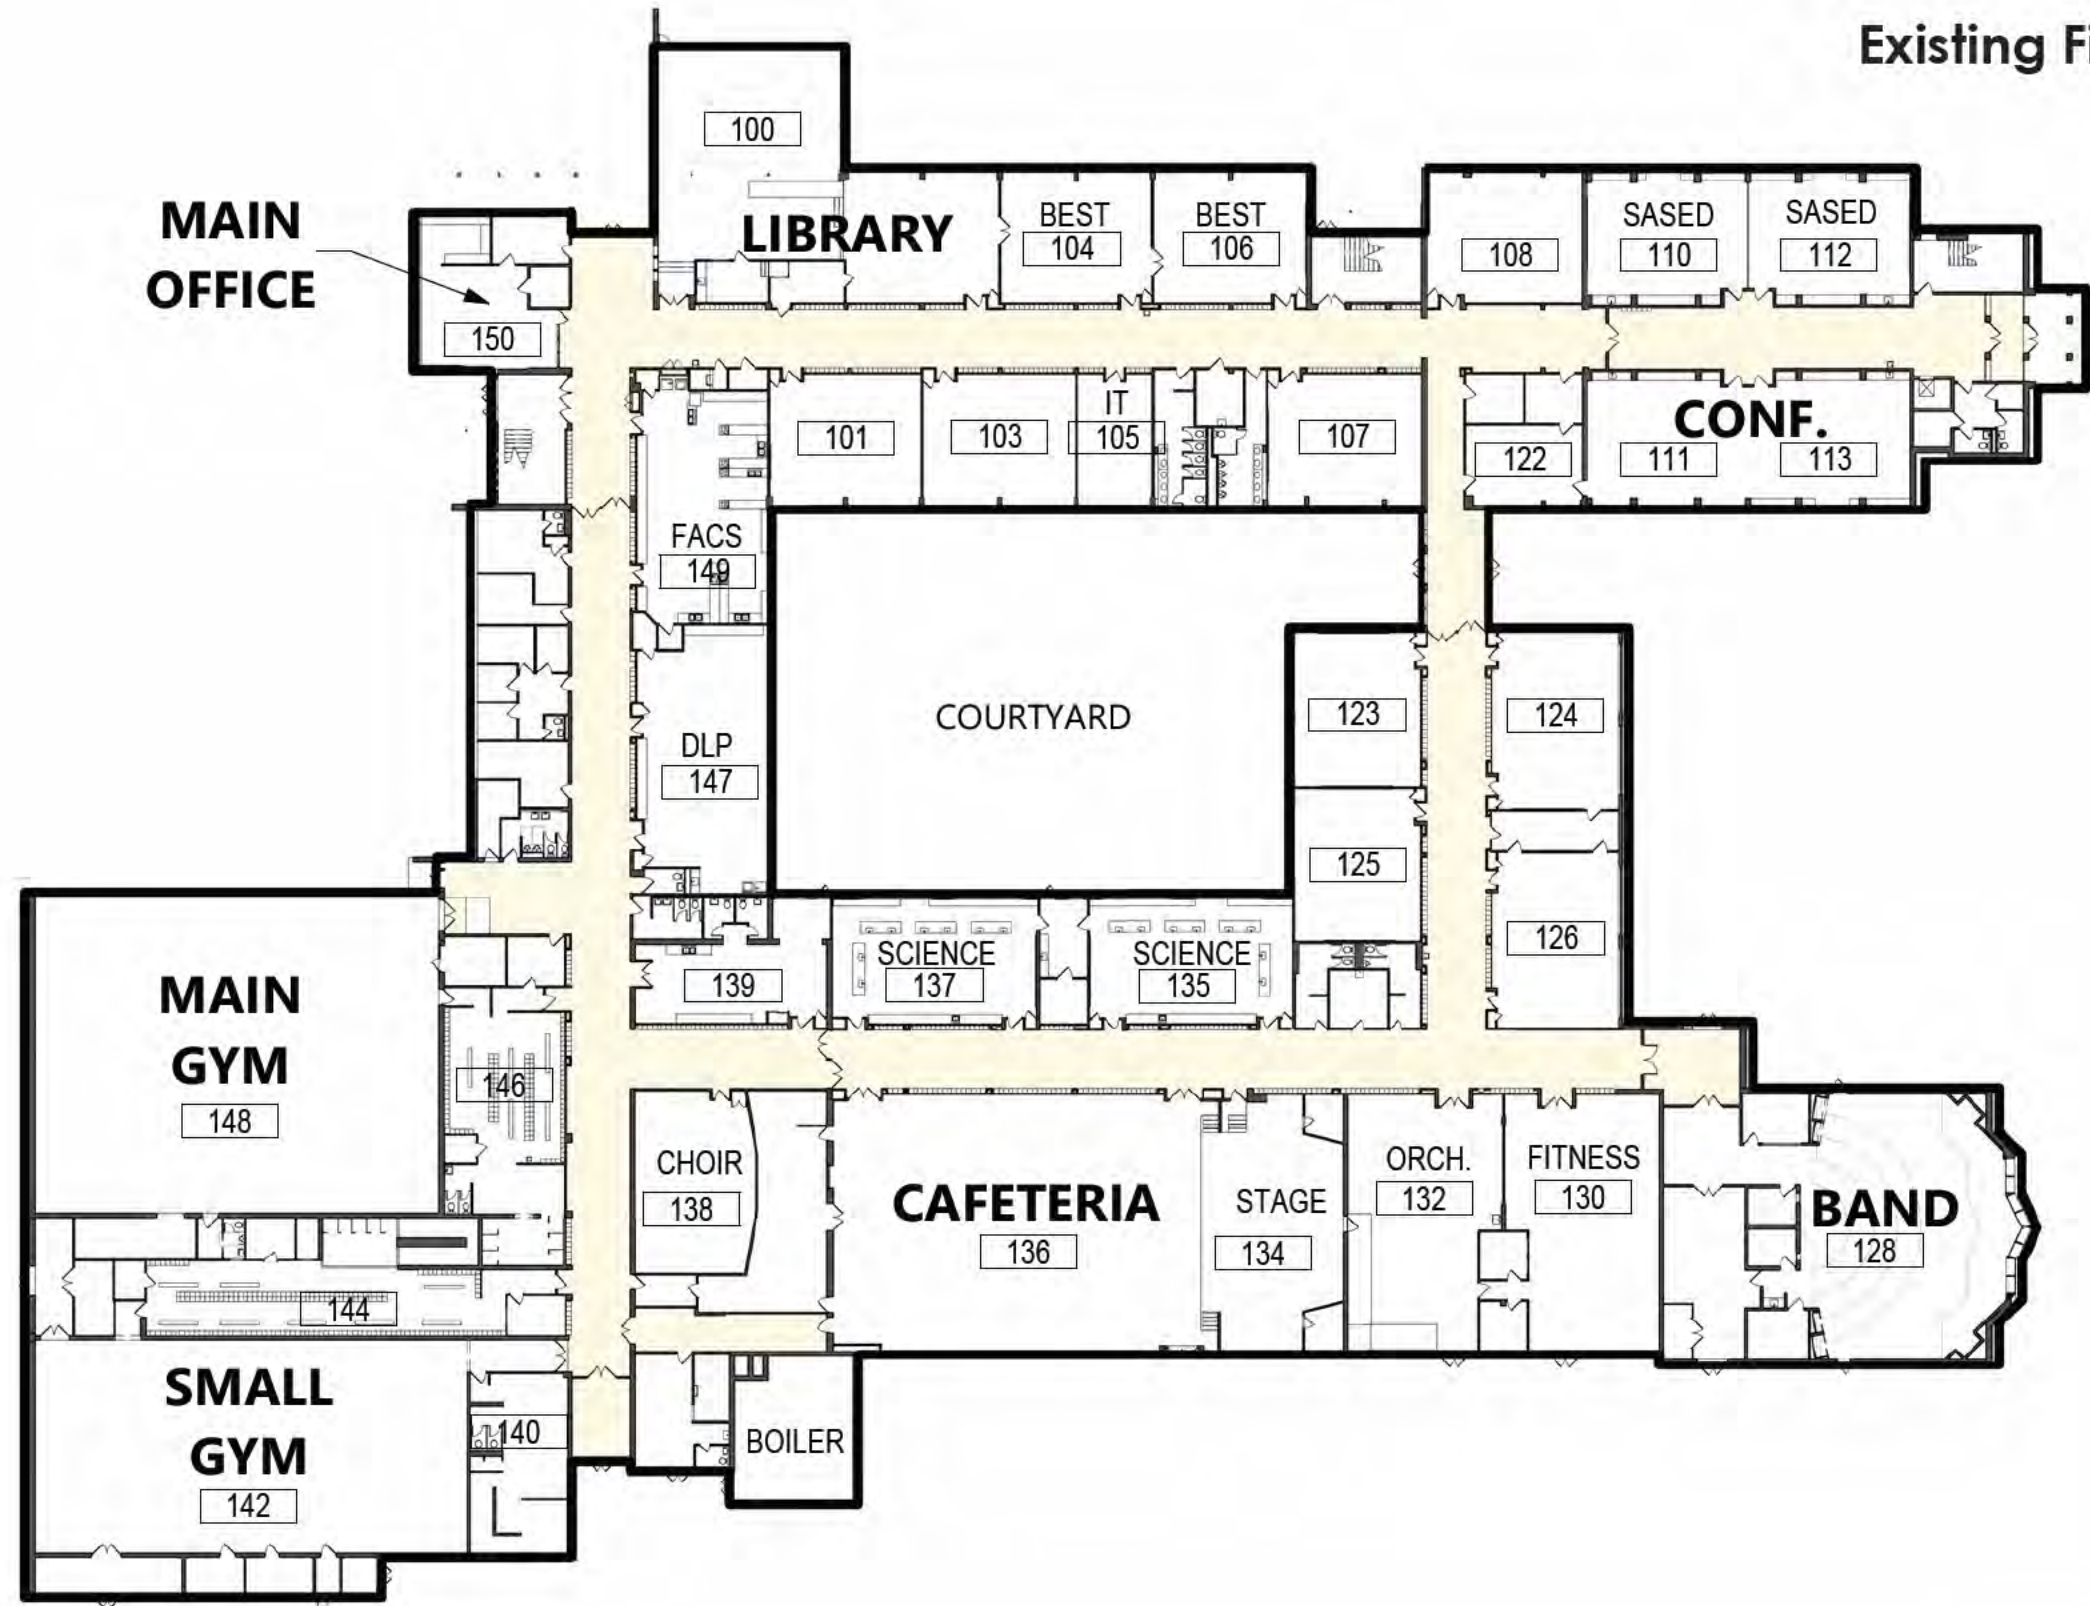 Existing Fi
100
MAIN
OFFICE
LIBRARY
BEST
104
BEST
106
108
SASED
110
SASED
112
150
101
103
IT
105
107
122
CONF.
111
113
FACS
149
COURTYARD
123
124
DLP
147
125
126
SCIENCE
137
SCIENCE
135
139
MAIN
GYM
148
146
CHOIR
138
CAFETERIA
136
STAGE
134
ORCH.
132
FITNESS
130
BAND
128
144
SMALL
GYM
142
140
BOILER